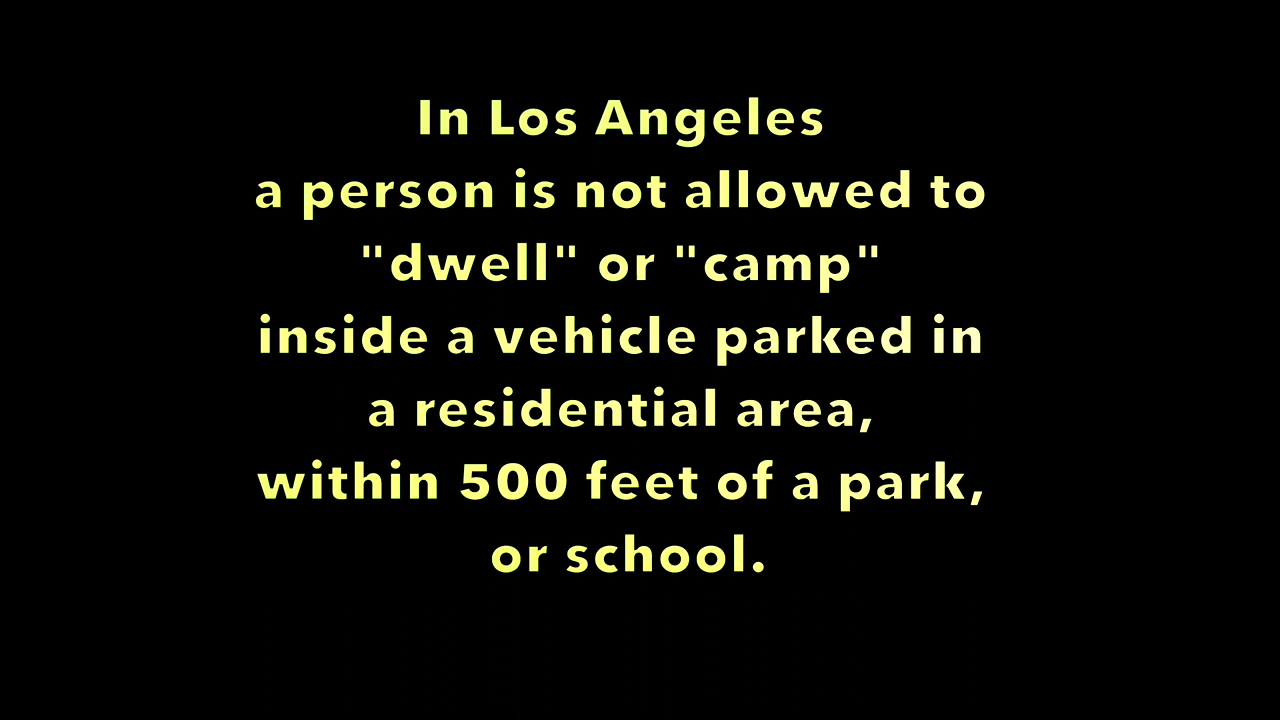 In Los Angeles
a person is not allowed to
"dwell" or "camp"
inside a vehicle parked in
a residential area,
within 500 feet of a park,
or school.